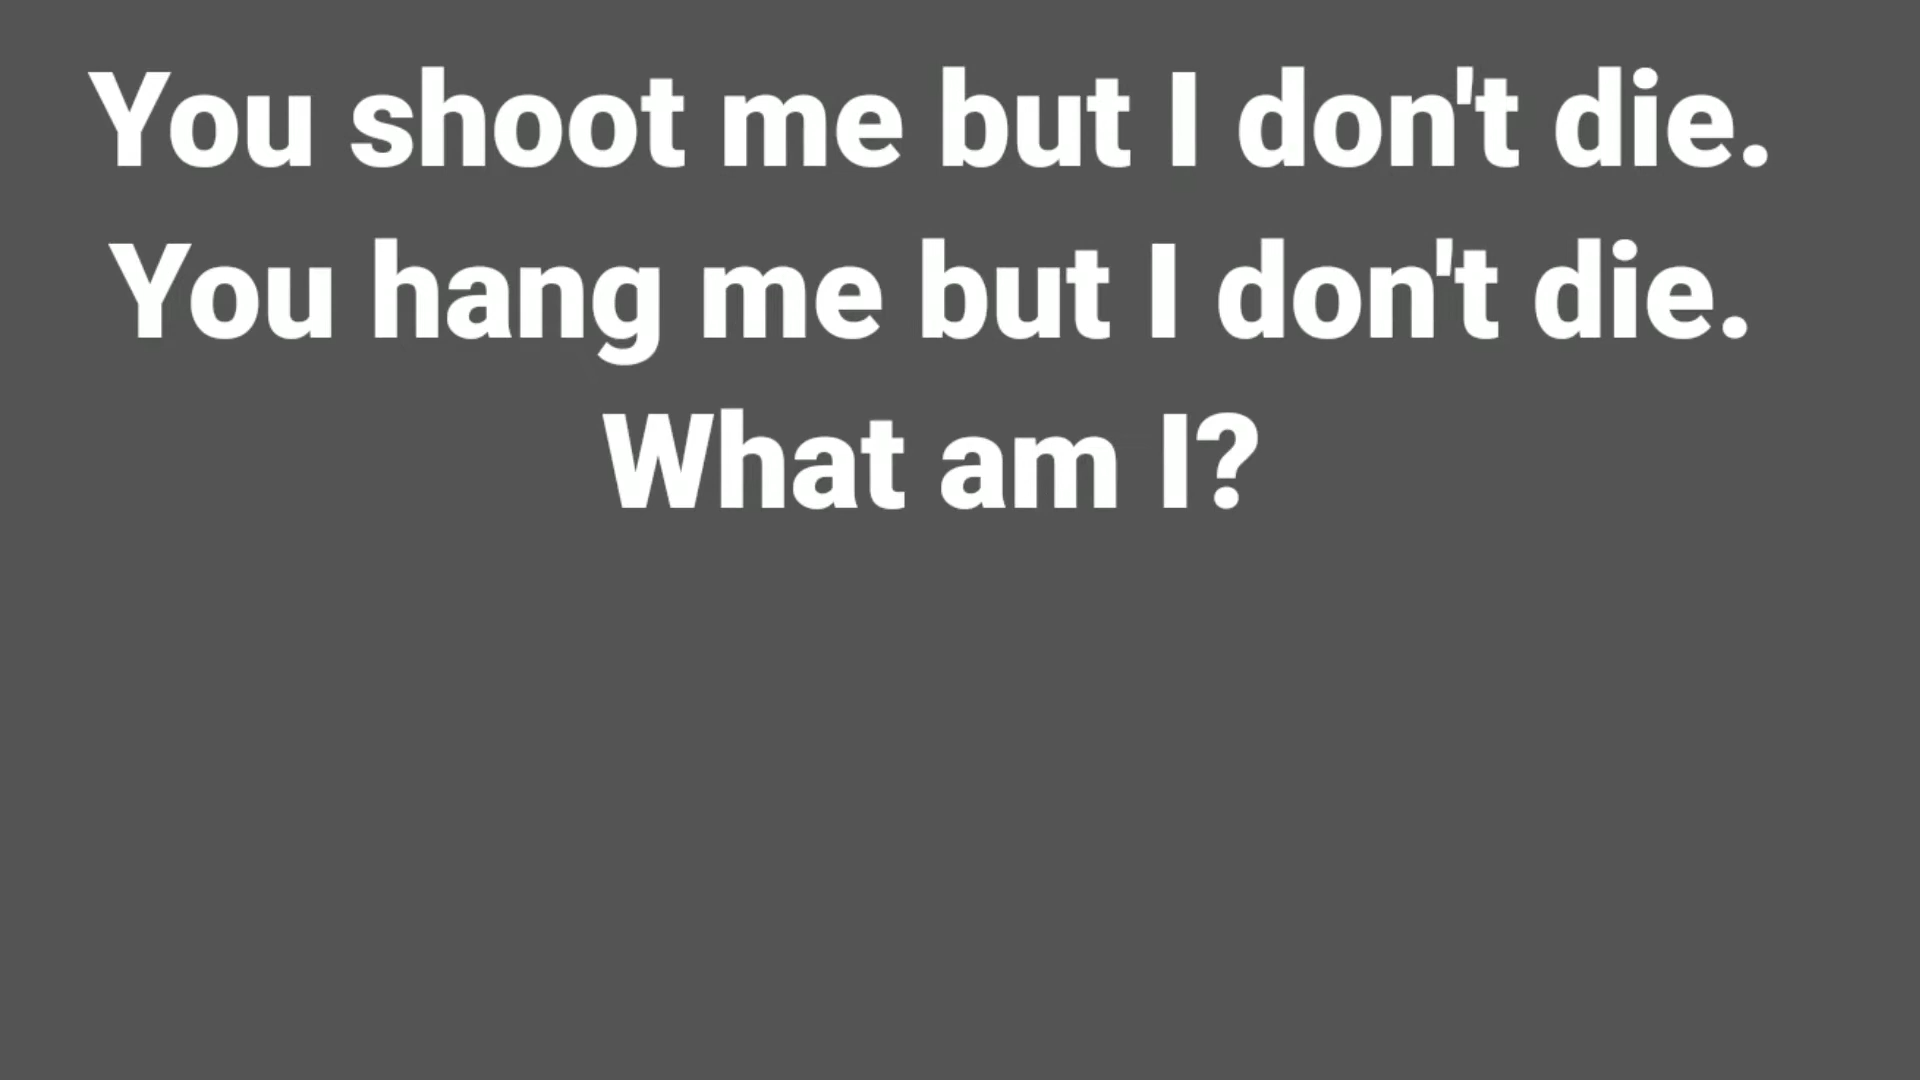 You shoot me but I don't die.
You hang me but I don't die.
What am I?